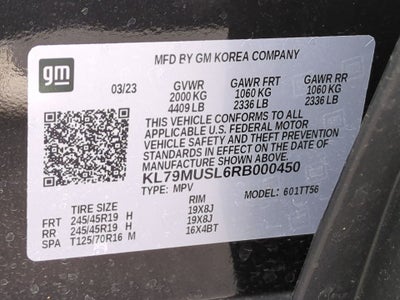 gm
MFD BY GM KOREA COMPANY
03/23 GVWR GAWR FRT GAWR RR
2000 KG 1060 KG 1060 KG
4409 LB 2336 LB 2336 LB
THIS VEHICLE CONFORMS TO ALL
APPLICABLE U.S. FEDERAL MOTOR
VEHICLE SAFETY AND THEFT PREVENTION
STANDARDS IN EFFECT ON THE DATE OF
MANUFACTURE SHOWN ABOVE.
KL79MUSL6RB000450
TYPE: MPV MODEL: 601TT56
TIRE SIZE RIM
FRT 245/45R19 H 19X8J
RR 245/45R19 H 19X8J
SPA T125/70R16 M 16X4BT